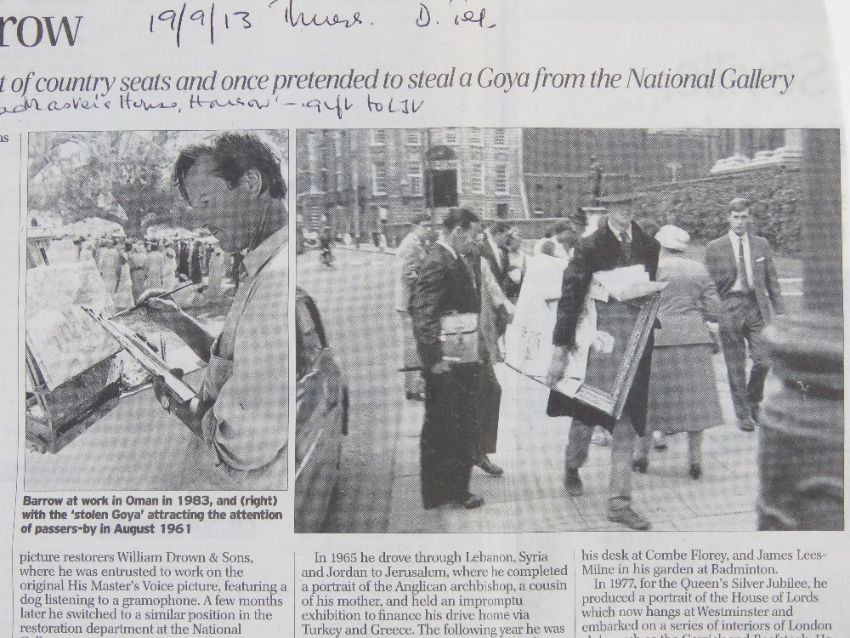 row
19/9/13 Thurs. D. Tel.
t of country seats and once pretended to steal a Goya from the National Gallery
House, Harrow - gift to LJV
as
Barrow at work in Oman in 1983, and (right)
with the 'stolen Goya' attracting the attention
of passers-by in August 1961
picture restorers William Drown & Sons,
where he was entrusted to work on the
original His Master's Voice picture, featuring a
dog listening to a gramophone. A few months
later he switched to a similar position in the
restoration department at the National
In 1965 he drove through Lebanon, Syria
and Jordan to Jerusalem, where he completed
a portrait of the Anglican archbishop, a cousin
of his mother, and held an impromptu
exhibition to finance his drive home via
Turkey and Greece. The following year he was
his desk at Combe Florey, and James Lees-
Milne in his garden at Badminton.
In 1977, for the Queen's Silver Jubilee, he
produced a portrait of the House of Lords
which now hangs at Westminster and
embarked on a series of interiors of London